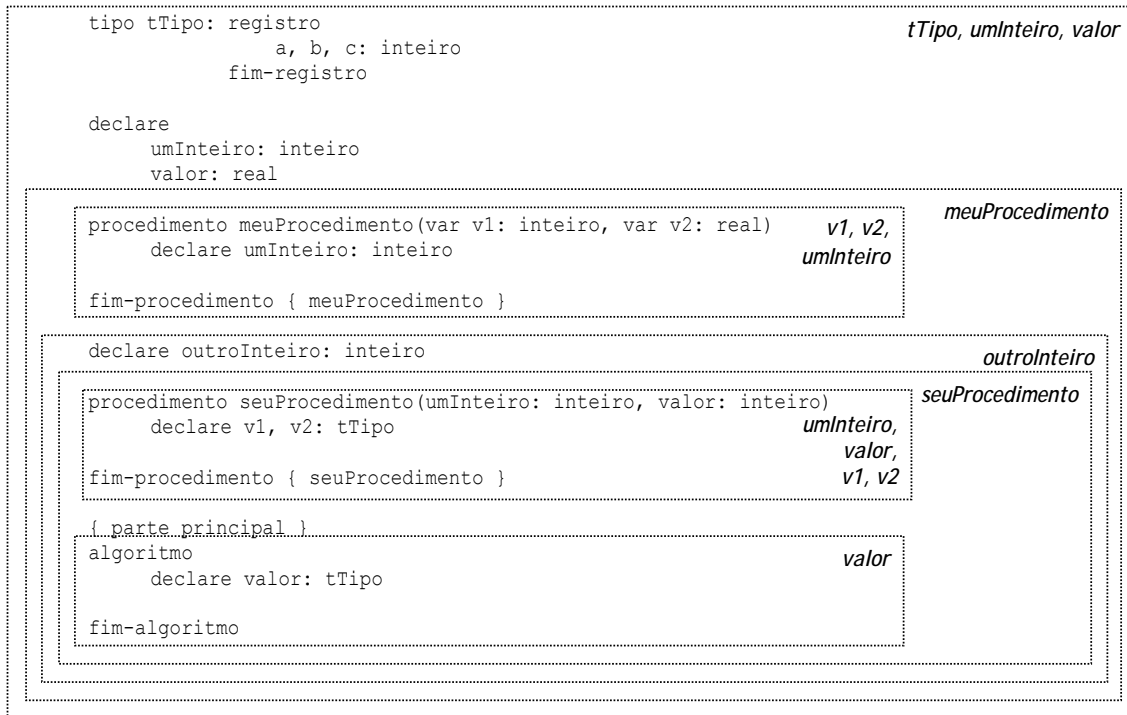 tipo tTipo: registro
tTipo, umInteiro, valor
a, b, c: inteiro
fim-registro
declare
umInteiro: inteiro
valor: real
meuProcedimento
procedimento meuProcedimento(var v1: inteiro, var v2: real)
v1, v2,
declare umInteiro: inteiro
umInteiro
fim-procedimento { meuProcedimento }
declare outroInteiro: inteiro
outroInteiro
seuProcedimento
procedimento seuProcedimento(umInteiro: inteiro, valor: inteiro)
declare v1, v2: tTipo
umInteiro,
valor,
fim-procedimento { seuProcedimento }
v1, v2
{ parte principal }
algoritmo
valor
declare valor: tTipo
fim-algoritmo